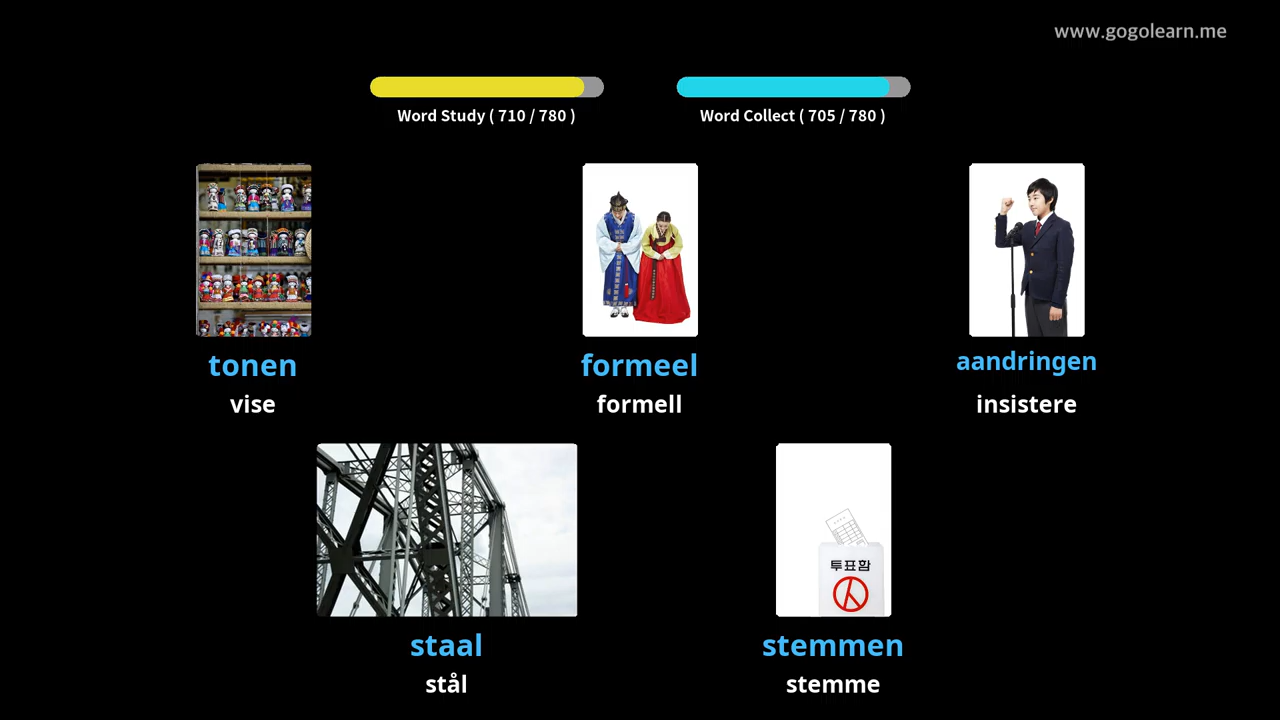 www.gogolearn.me
Word Study ( 710 / 780 )
Word Collect ( 705 / 780 )
tonen
vise
formeel
formell
aandringen
insistere
투표함
staal
stål
stemmen
stemme